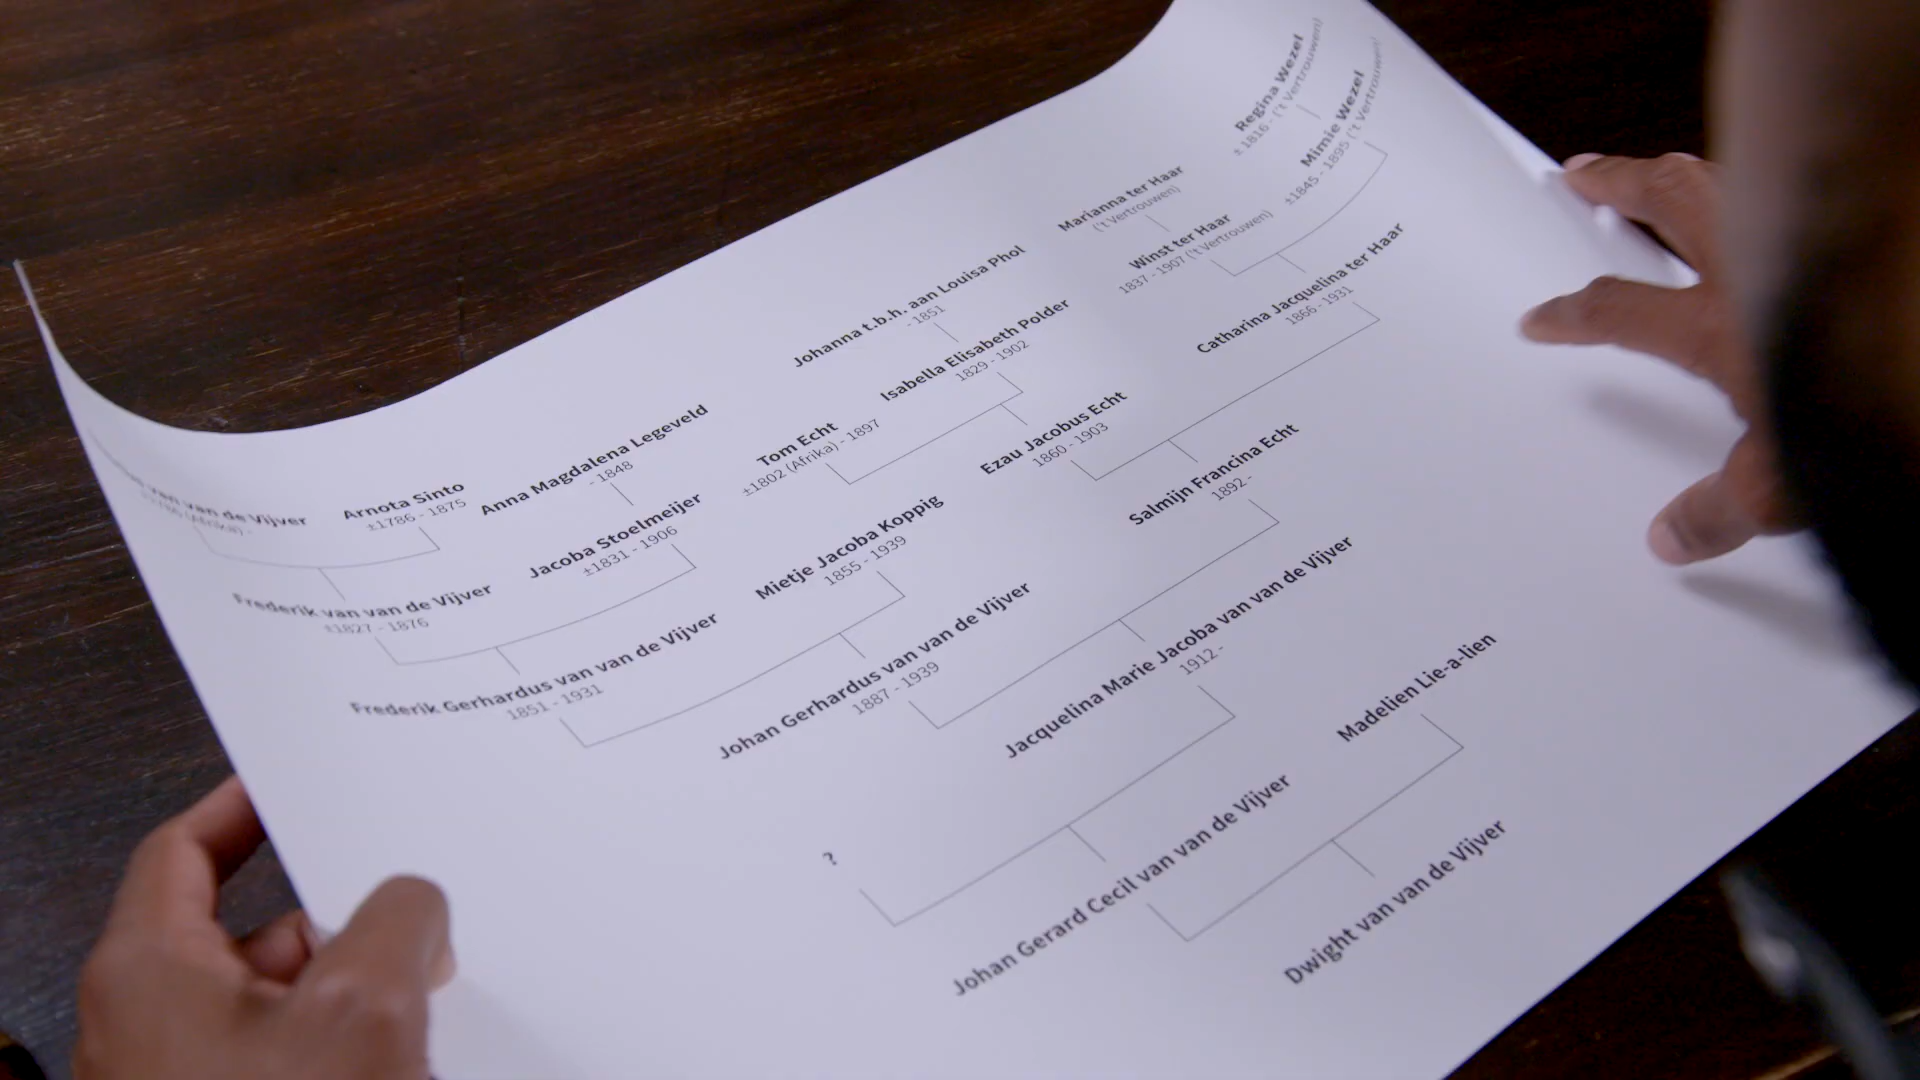 Regina Wezel
± 1816 - ('t Vertrouwen)
Mimie Wezel
±1845 - 1895 ('t Vertrouwen)
Marianna ter Haar
('t Vertrouwen)
Winst ter Haar
1837 - 1907 ('t Vertrouwen)
Catharina Jacquelina ter Haar
1866 - 1931
Johanna t.b.h. aan Louisa Phol
- 1851
Isabella Elisabeth Polder
1829 - 1902
Tom Echt
±1802 (Afrika) - 1897
Ezau Jacobus Echt
1860 - 1903
Salmijn Francina Echt
1892 -
Anna Magdalena Legeveld
- 1848
Arnota Sinto
±1786 - 1875
van van de Vijver
(Afrika) -
Jacoba Stoelmeijer
±1831 - 1906
Frederik van van de Vijver
±1827 - 1876
Mietje Jacoba Koppig
1855 - 1939
Frederik Gerhardus van van de Vijver
1851 - 1931
Johan Gerhardus van van de Vijver
1887 - 1939
Jacquelina Marie Jacoba van van de Vijver
1912 -
Madelien Lie-a-lien
?
Johan Gerard Cecil van van de Vijver
Dwight van van de Vijver